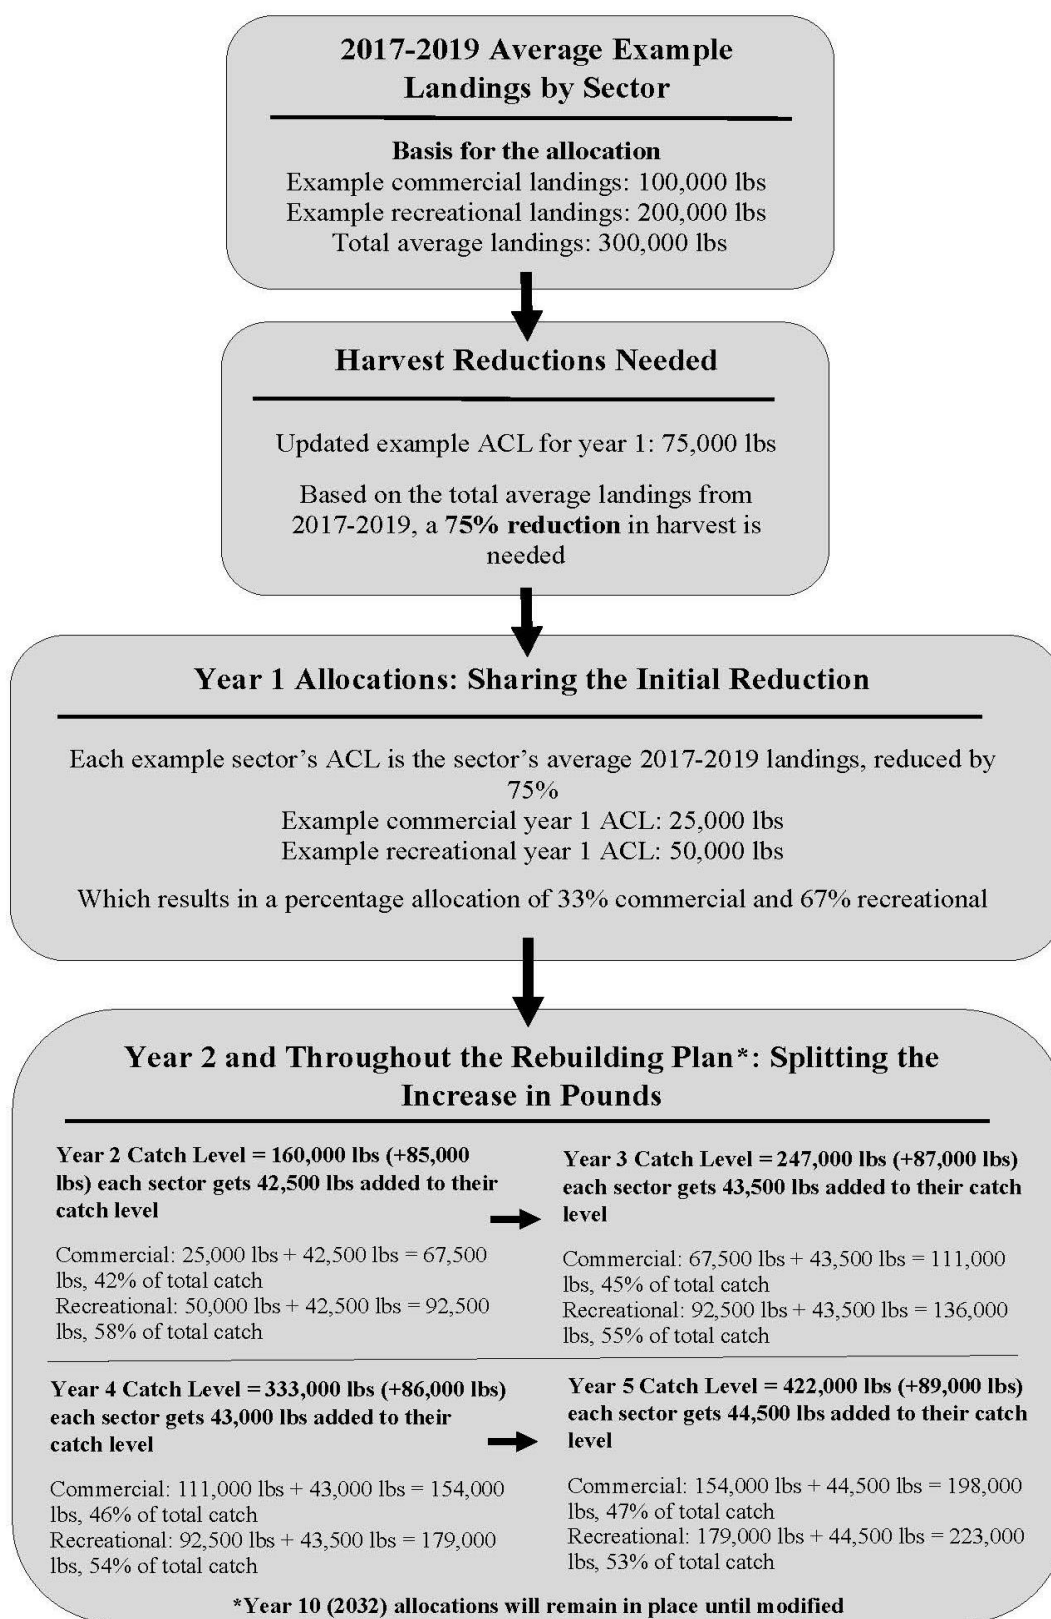 2017-2019 Average Example
Landings by Sector
Basis for the allocation
Example commercial landings: 100,000 lbs
Example recreational landings: 200,000 lbs
Total average landings: 300,000 lbs
Harvest Reductions Needed
Updated example ACL for year 1: 75,000 lbs
Based on the total average landings from
2017-2019, a 75% reduction in harvest is
needed
Year 1 Allocations: Sharing the Initial Reduction
Each example sector’s ACL is the sector’s average 2017-2019 landings, reduced by
75%
Example commercial year 1 ACL: 25,000 lbs
Example recreational year 1 ACL: 50,000 lbs
Which results in a percentage allocation of 33% commercial and 67% recreational
Year 2 and Throughout the Rebuilding Plan*: Splitting the
Increase in Pounds
Year 2 Catch Level = 160,000 lbs (+85,000
lbs) each sector gets 42,500 lbs added to their
catch level
Commercial: 25,000 lbs + 42,500 lbs = 67,500
lbs, 42% of total catch
Recreational: 50,000 lbs + 42,500 lbs = 92,500
lbs, 58% of total catch
Year 3 Catch Level = 247,000 lbs (+87,000 lbs)
each sector gets 43,500 lbs added to their catch
level
Commercial: 67,500 lbs + 43,500 lbs = 111,000
lbs, 45% of total catch
Recreational: 92,500 lbs + 43,500 lbs = 136,000
lbs, 55% of total catch
Year 4 Catch Level = 333,000 lbs (+86,000 lbs)
each sector gets 43,000 lbs added to their
catch level
Commercial: 111,000 lbs + 43,000 lbs = 154,000
lbs, 46% of total catch
Recreational: 92,500 lbs + 43,500 lbs = 179,000
lbs, 54% of total catch
Year 5 Catch Level = 422,000 lbs (+89,000 lbs)
each sector gets 44,500 lbs added to their catch
level
Commercial: 154,000 lbs + 44,500 lbs = 198,000
lbs, 47% of total catch
Recreational: 179,000 lbs + 44,500 lbs = 223,000
lbs, 53% of total catch
*Year 10 (2032) allocations will remain in place until modified